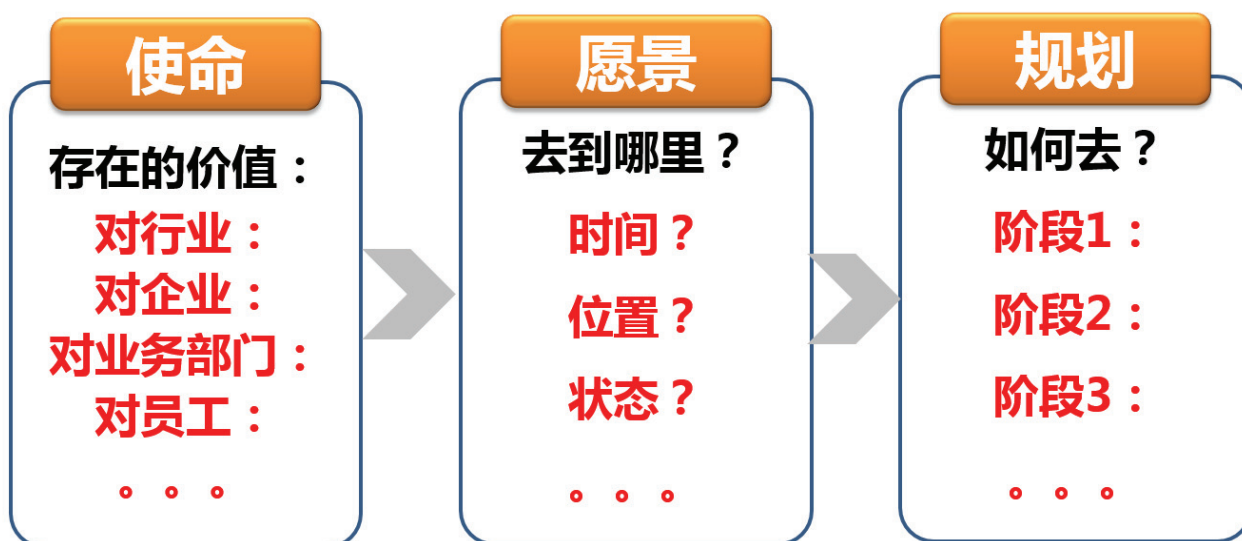 使命
存在的价值：
对行业：
对企业：
对业务部门：
对员工：
。。。
愿景
去到哪里？
时间？
位置？
状态？
。。。
规划
如何去？
阶段1：
阶段2：
阶段3：
。。。